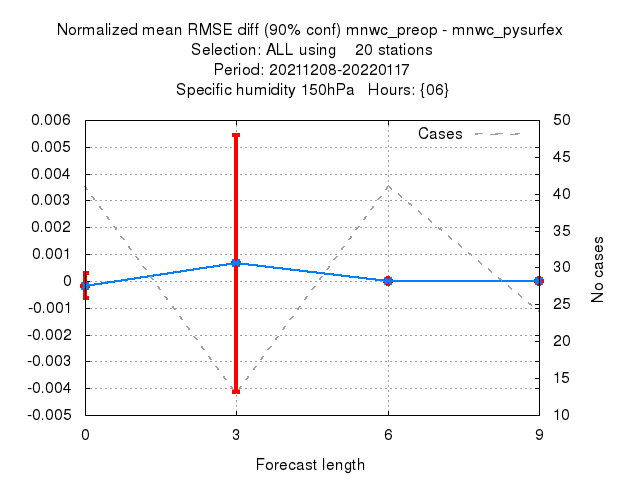 Normalized mean RMSE diff (90% conf) mnwc_preop - mnwc_pysurfex
Selection: ALL using    20 stations
Period: 20211208-20220117
Specific humidity 150hPa   Hours: {06}
Cases
0.006
0.005
0.004
0.003
0.002
0.001
0
-0.001
-0.002
-0.003
-0.004
-0.005
50
45
40
35
30
25
20
15
10
No cases
0 3 6 9
Forecast length